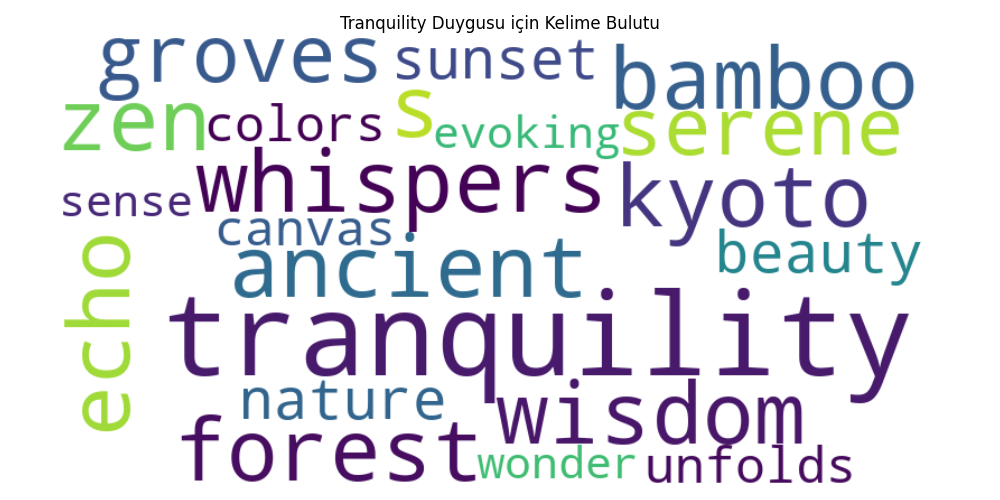 Tranquility Duygusu için Kelime Bulutu
groves
sunset
bamboo
zen
colors
s
evoking
serene
sense
whispers
kyoto
canvas
beauty
ancient
echo
tranquility
nature
wisdom
forest
wonder
unfolds